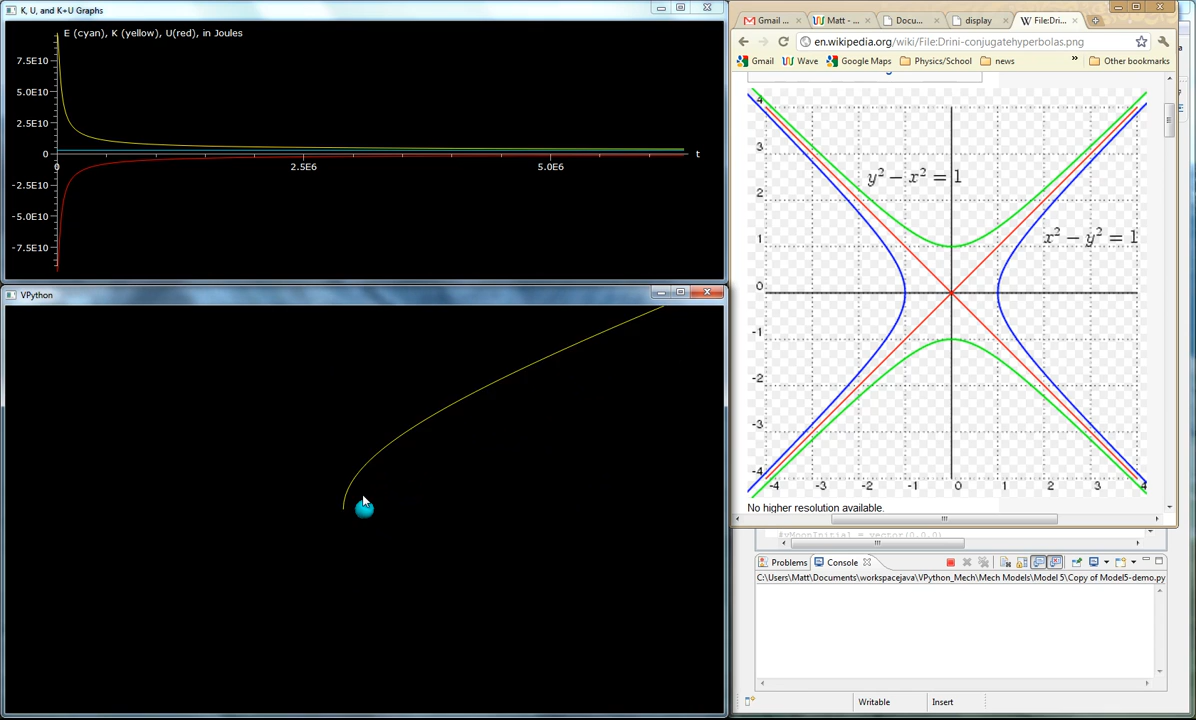 K, U, and K+U Graphs
E (cyan), K (yellow), U(red), in Joules
7.5E10
5.0E10
2.5E10
0
-2.5E10
-5.0E10
-7.5E10
0
2.5E6
5.0E6
t
VPython
Gmail ...
Matt - ...
Docu...
display
File:Dri...
en.wikipedia.org/wiki/File:Drini-conjugatehyperbolas.png
Gmail
Wave
Google Maps
Physics/School
news
»
Other bookmarks
4
3
2
1
0
-1
-2
-3
-4
y² − x² = 1
x² − y² = 1
-4
-3
-2
-1
0
1
2
3
4
No higher resolution available.
#vMoonInitial = vector(0,0,0)
Problems
Console
C:\Users\Matt\Documents\workspacejava\VPython_Mech\Mech Models\Model 5\Copy of Model5-demo.py
Writable
Insert